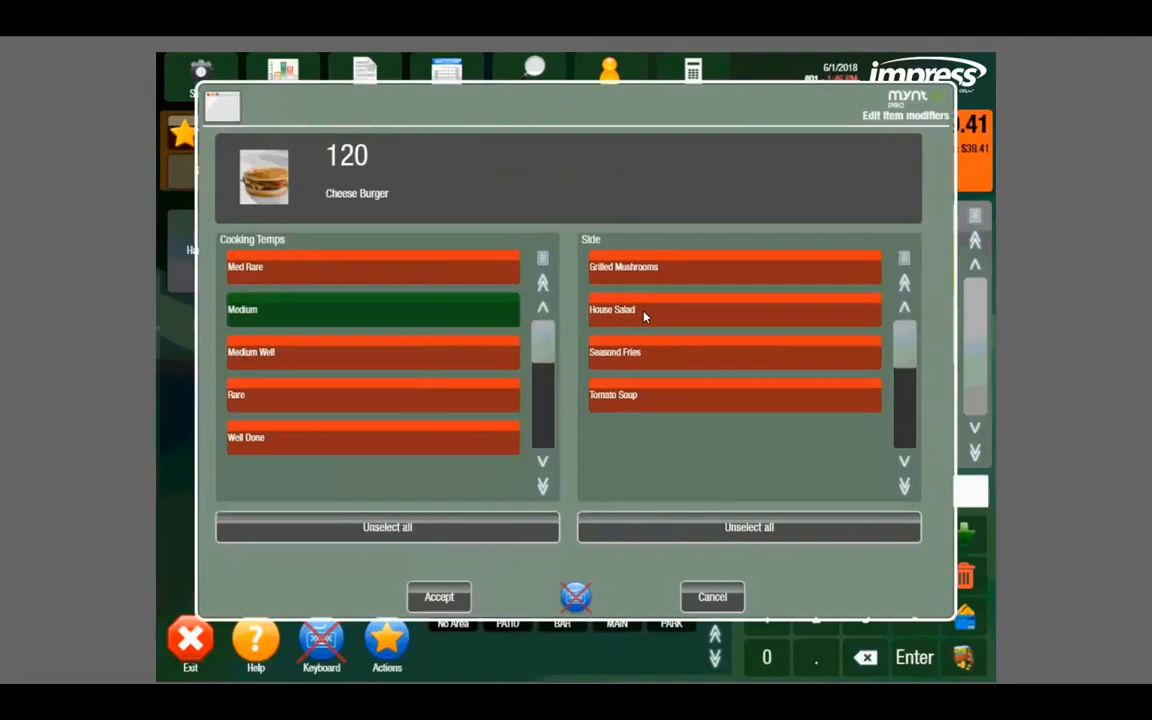 6/1/2018
impress
mynt
PRO
Edit item modifiers
.41
: $39.41
120
Cheese Burger
Cooking Temps
Side
Med Rare
Grilled Mushrooms
Medium
House Salad
Medium Well
Seasond Fries
Rare
Tomato Soup
Well Done
Unselect all
Unselect all
Accept
Cancel
No Area
PATIO
BAR
MAIN
PARK
Exit
Help
Keyboard
Actions
0
.
Enter